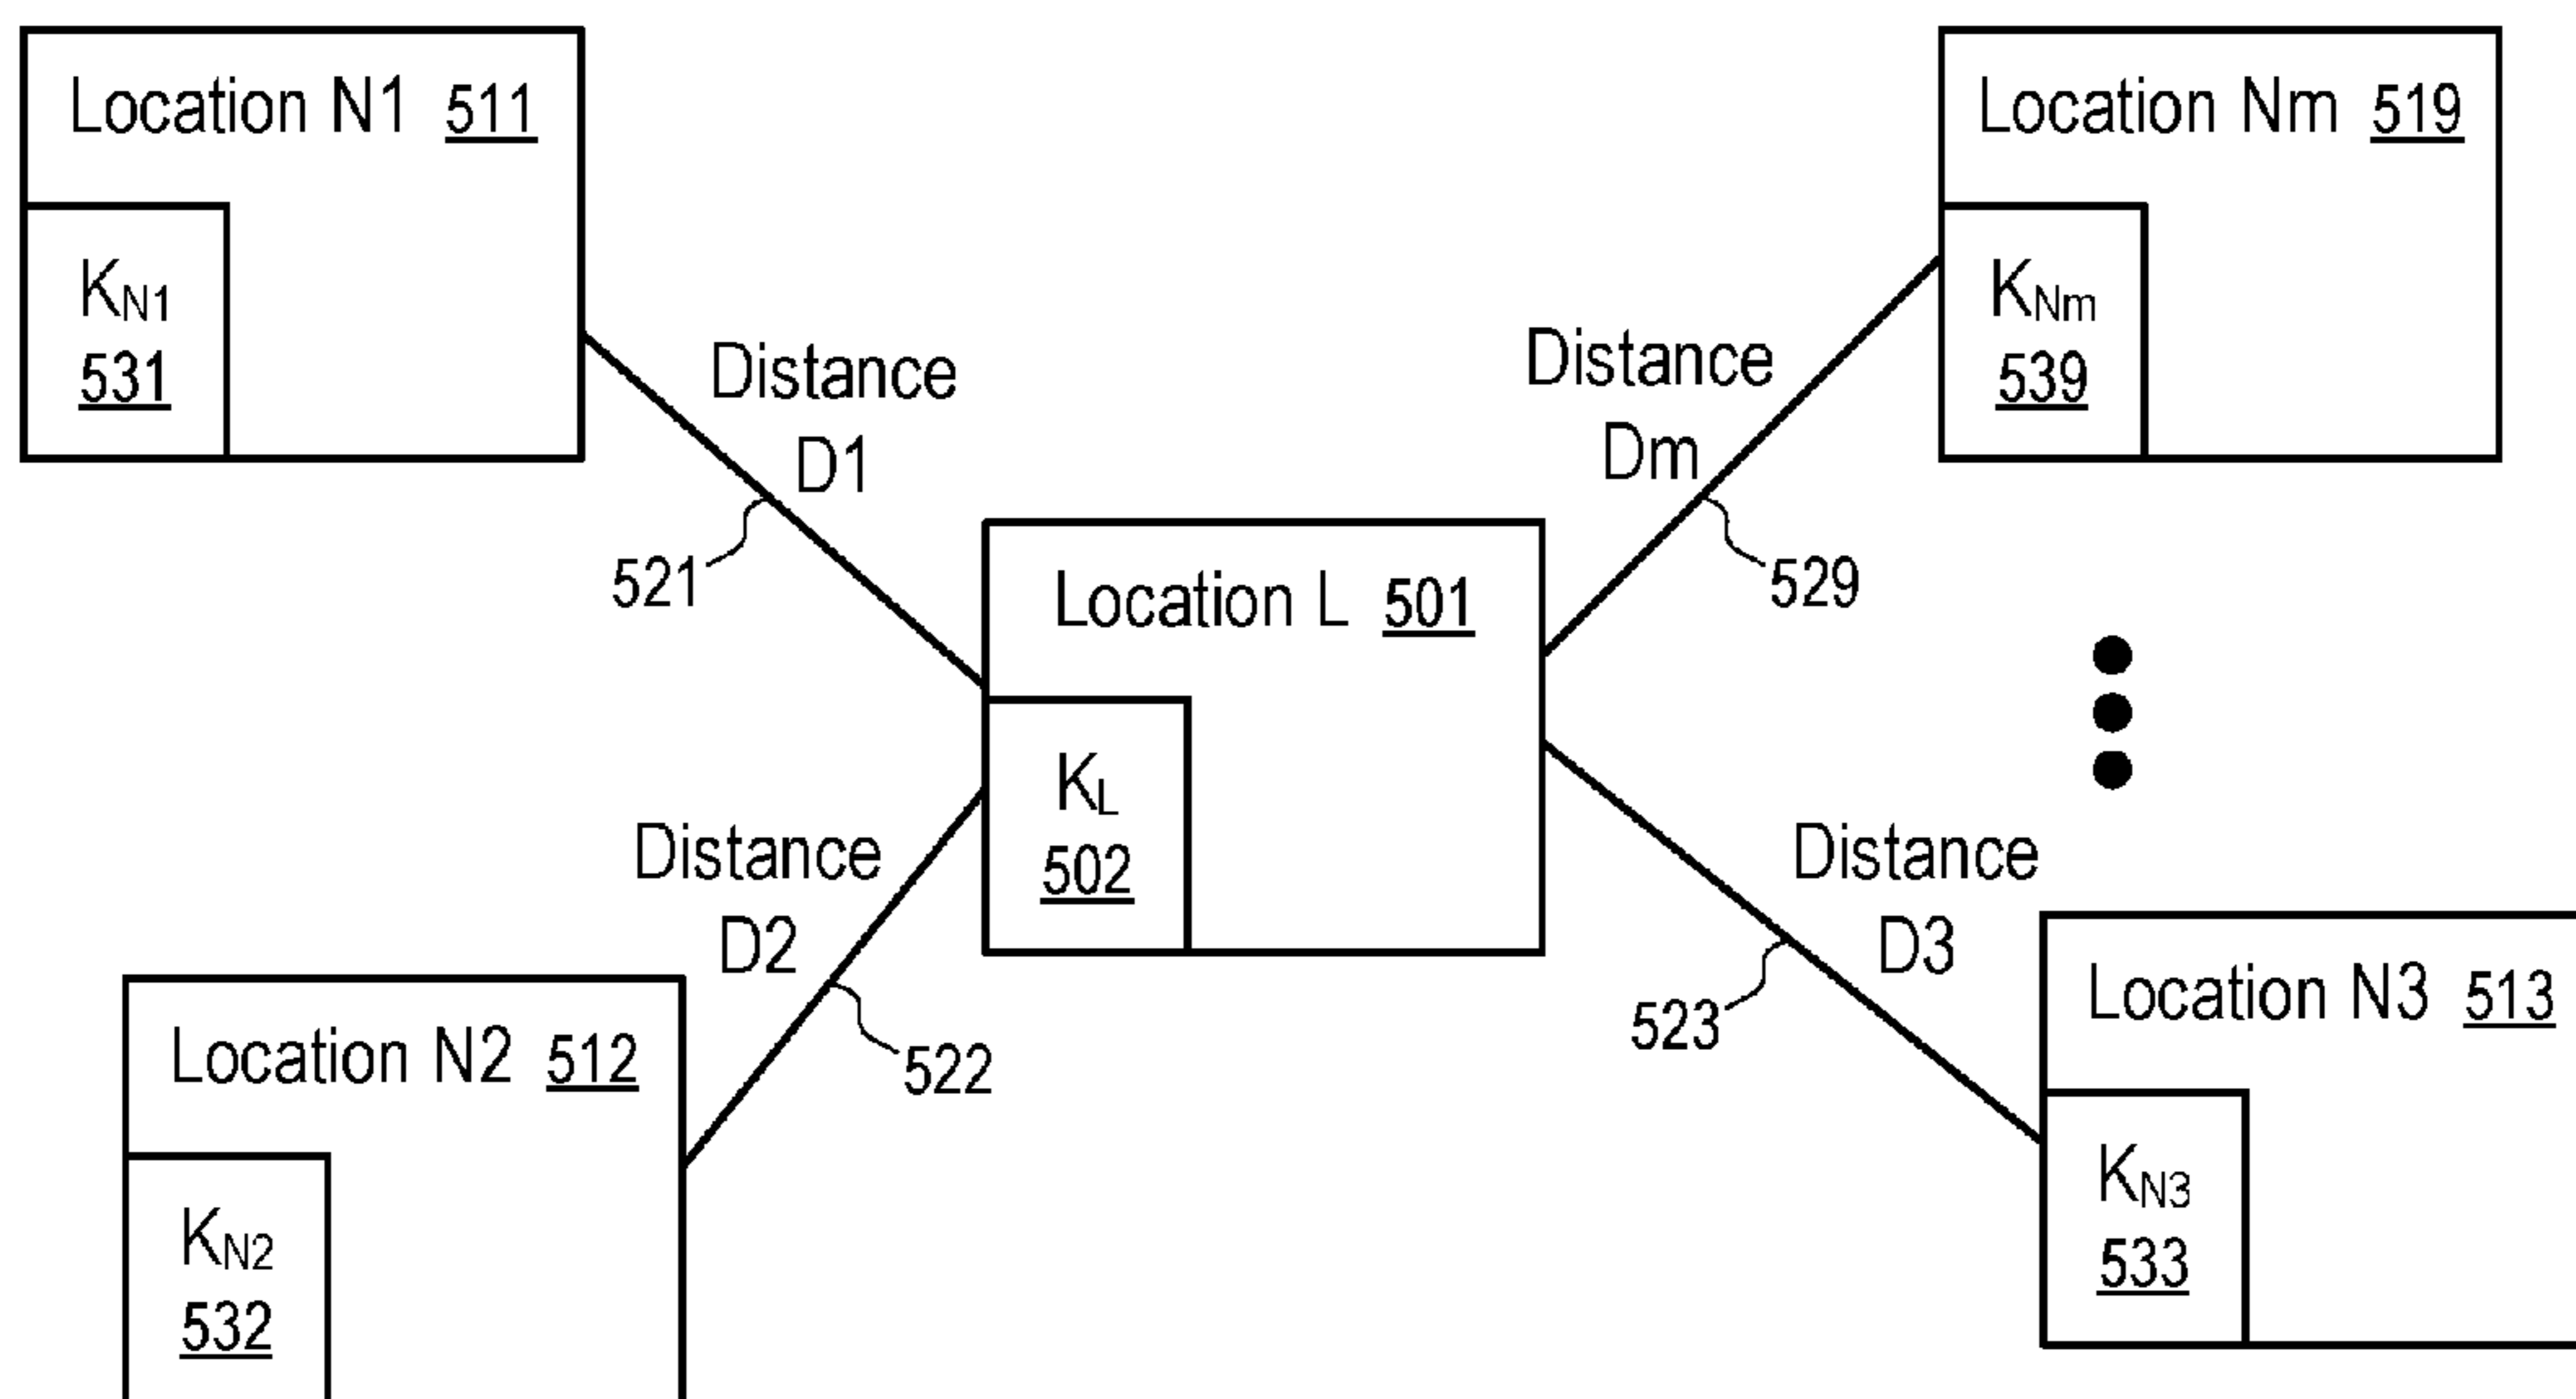 Location N1 511
K_N1
531
Distance
D1
521
Location Nm 519
K_Nm
539
Distance
Dm
529
Location L 501
K_L
502
Distance
D2
522
Location N2 512
K_N2
532
Distance
D3
523
Location N3 513
K_N3
533